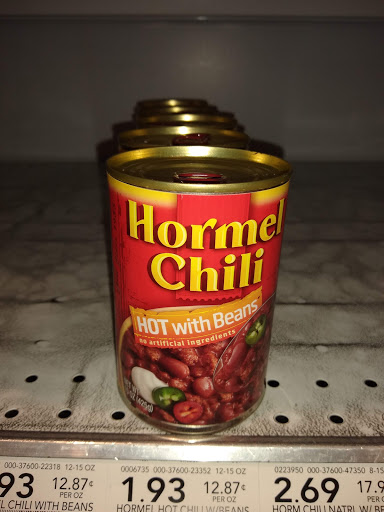 Hormel
Chili
HOT with Beans
no artificial ingredients
000-37600-22318 12-15 OZ
93 12.87¢
PER OZ
L CHILI WITH BEANS
0006735 000-37600-23352 12-15 OZ
1.93 12.87¢
PER OZ
HORMEL HOT CHILI W/BEANS
0223950 000-37600-47350 8-15
2.69 17.9
PER
HORM CHILI NATRL W/ BE